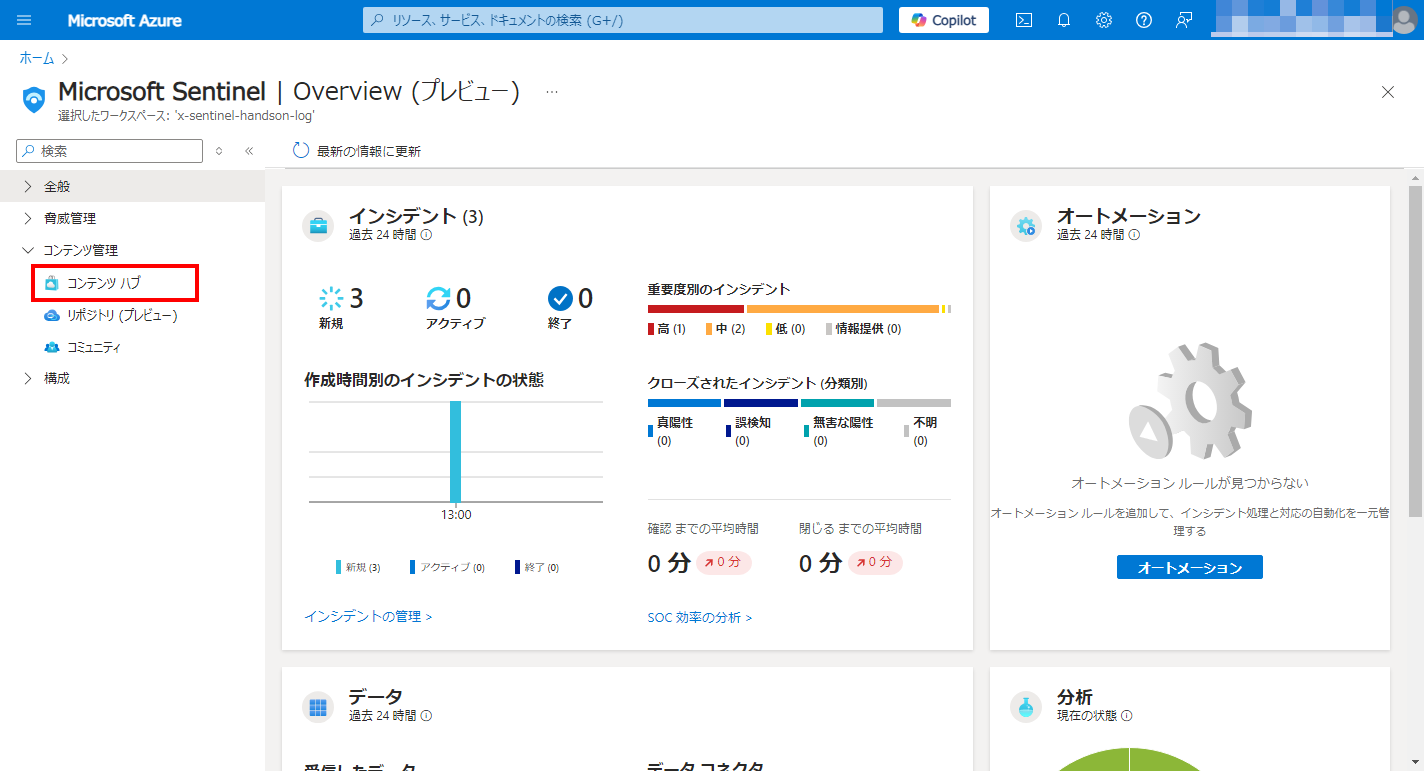 Microsoft Azure
リソース、サービス、ドキュメントの検索 (G+/)
Copilot
ホーム
Microsoft Sentinel | Overview (プレビュー)
選択したワークスペース: 'x-sentinel-handson-log'
検索
最新の情報に更新
全般
脅威管理
コンテンツ管理
コンテンツ ハブ
リポジトリ (プレビュー)
コミュニティ
構成
インシデント (3)
過去 24 時間
3
新規
0
アクティブ
0
終了
作成時間別のインシデントの状態
13:00
新規 (3)
アクティブ (0)
終了 (0)
インシデントの管理 >
重要度別のインシデント
高 (1)
中 (2)
低 (0)
情報提供 (0)
クローズされたインシデント (分類別)
真陽性
(0)
誤検知
(0)
無害な陽性
(0)
不明
(0)
確認 までの平均時間
0 分
0 分
閉じる までの平均時間
0 分
0 分
SOC 効率の分析 >
オートメーション
過去 24 時間
オートメーション ルールが見つからない
オートメーション ルールを追加して、インシデント処理と対応の自動化を一元管
理する
オートメーション
データ
過去 24 時間
受信したデータ
データ コネクタ
分析
現在の状態